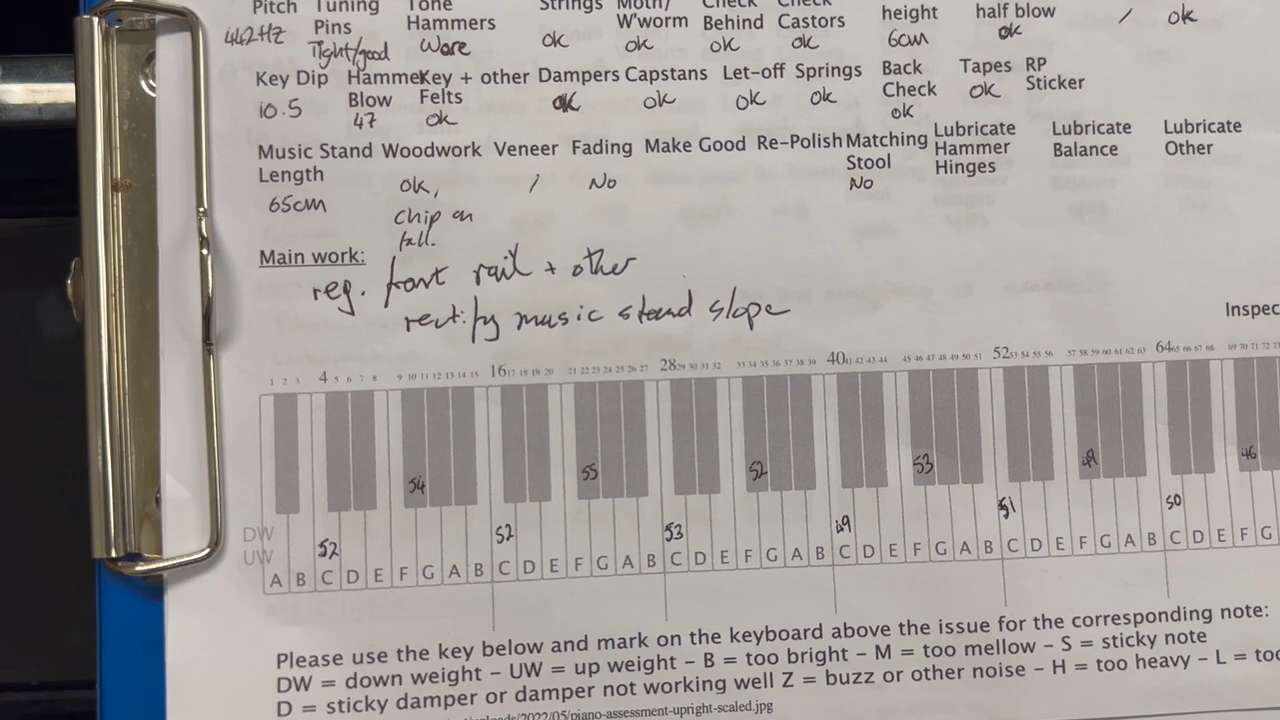 Pitch Tuning Pins Tone Hammers Strings Moth/ W'worm Check Behind Check Castors height half blow
442HZ Tight/good Wore ok ok ok ok 6cm ok / ok
Key Dip Hammer Blow Key + other Felts Dampers Capstans Let-off Springs Back Check Tapes RP Sticker
10.5 47 ok ok ok ok ok ok ok
Music Stand Length Woodwork Veneer Fading Make Good Re-Polish Matching Stool Lubricate Hammer Hinges Lubricate Balance Lubricate Other
65cm ok, / No No
chip on
fall.
Main work: reg. front rail + other
rectify music stand slope
Inspec
1 2 3 4 5 6 7 8 9 10 11 12 13 14 15 16 17 18 19 20 21 22 23 24 25 26 27 28 29 30 31 32 33 34 35 36 37 38 39 40 41 42 43 44 45 46 47 48 49 50 51 52 53 54 55 56 57 58 59 60 61 62 63 64 65 66 67 68 69 70 71 72
54 55 52 53 49 46
DW 52 52 53 49 51 50
UW
A B C D E F G A B C D E F G A B C D E F G A B C D E F G A B C D E F G A B C D E F G
Please use the key below and mark on the keyboard above the issue for the corresponding note:
DW = down weight – UW = up weight – B = too bright – M = too mellow – S = sticky note
D = sticky damper or damper not working well Z = buzz or other noise – H = too heavy – L = too
/2022/05/piano-assessment-upright-scaled.jpg